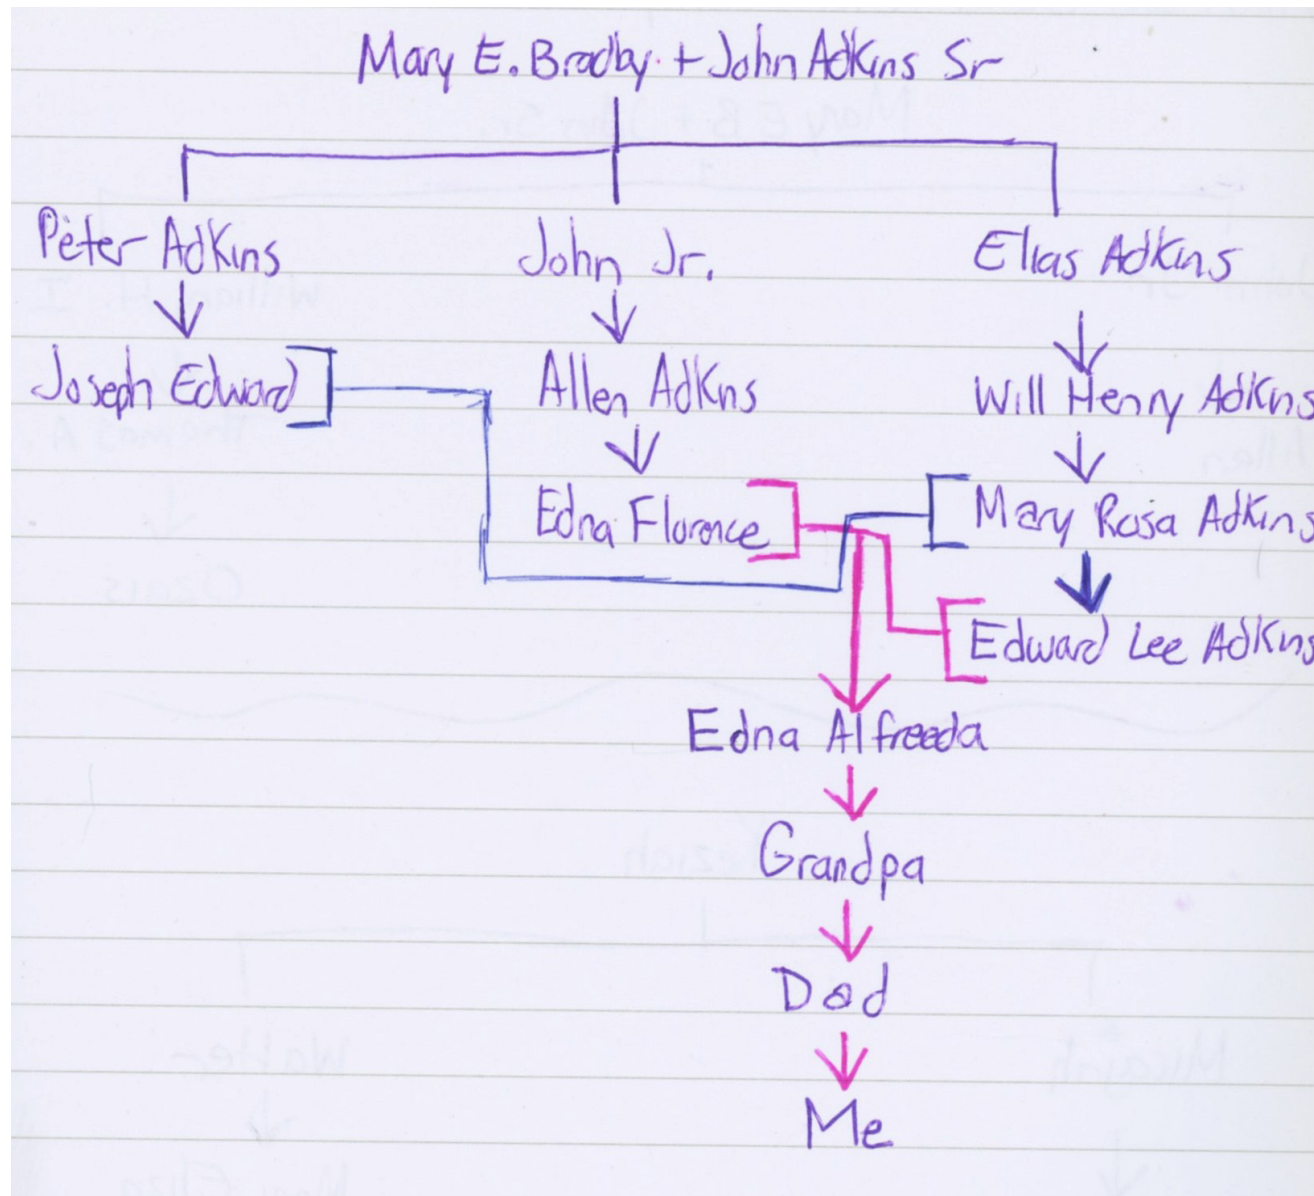 Mary E. Bradby + John Adkins Sr
Peter Adkins John Jr. Elias Adkins
Joseph Edward Allen Adkins Will Henry Adkins
Edna Florence Mary Rosa Adkins
Edward Lee Adkins
Edna Alfreeda
Grandpa
Dad
Me